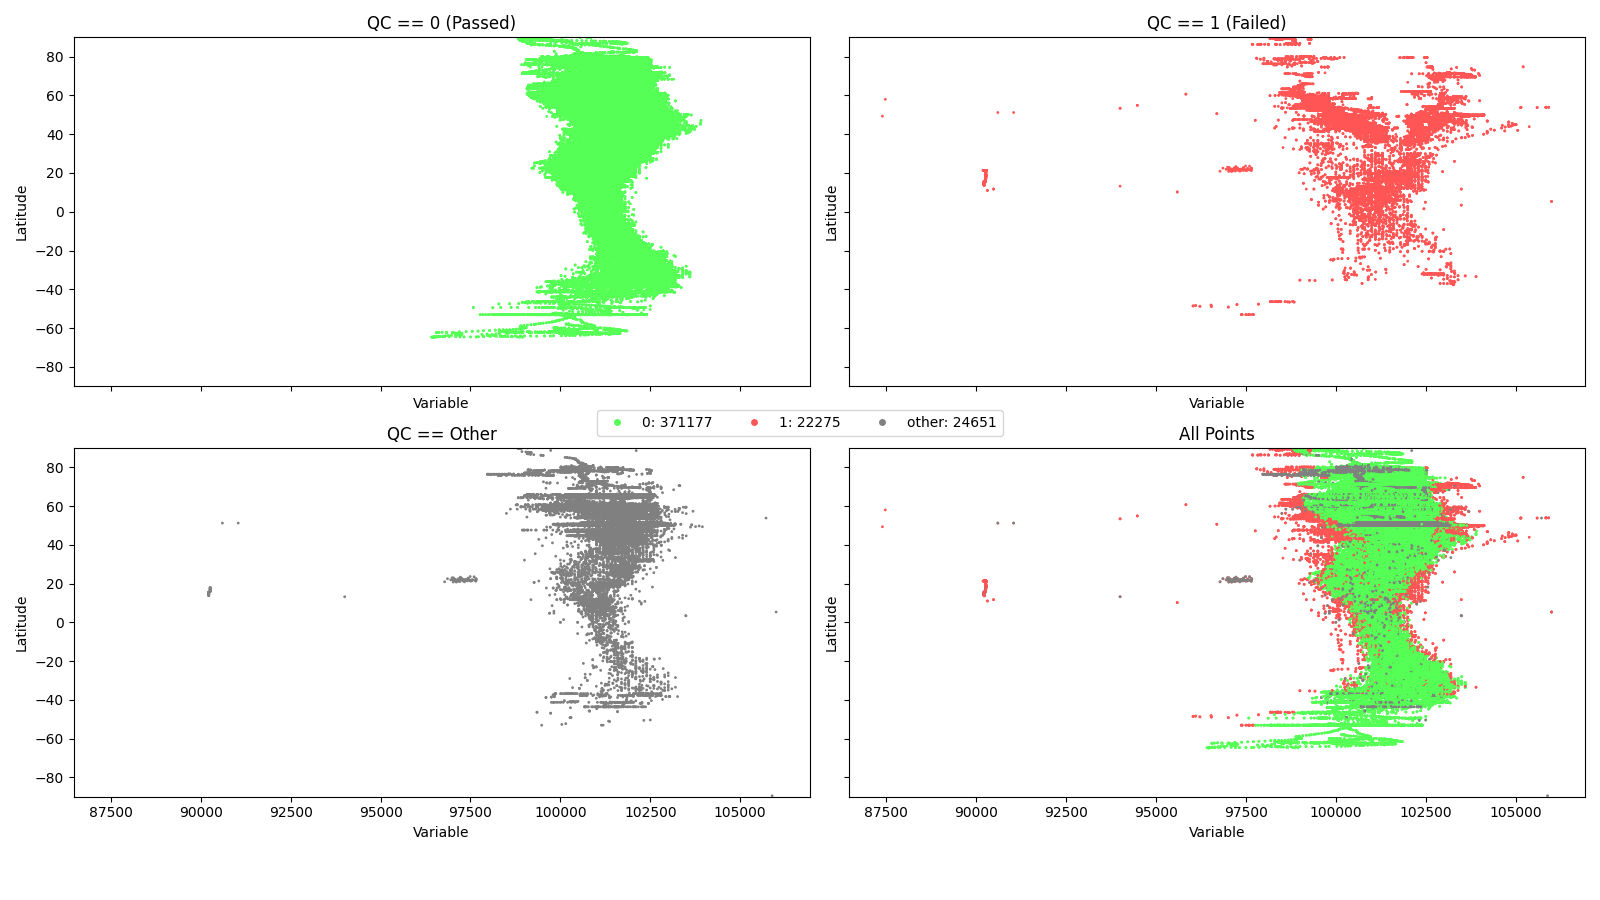 QC == 0 (Passed)
QC == 1 (Failed)
80
60
40
20
0
−20
−40
−60
−80
Latitude
Latitude
Variable
Variable
0: 371177 1: 22275 other: 24651
QC == Other
All Points
80
60
40
20
0
−20
−40
−60
−80
Latitude
Latitude
87500 90000 92500 95000 97500 100000 102500 105000
87500 90000 92500 95000 97500 100000 102500 105000
Variable
Variable